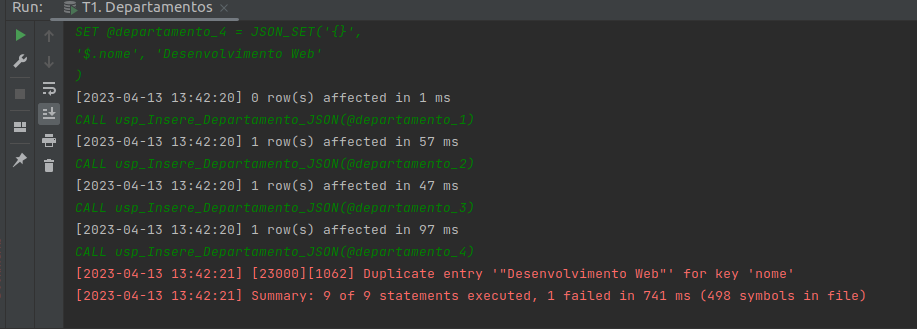 Run: T1. Departamentos
SET @departamento_4 = JSON_SET('{}',
'$.nome', 'Desenvolvimento Web'
)
[2023-04-13 13:42:20] 0 row(s) affected in 1 ms
CALL usp_Insere_Departamento_JSON(@departamento_1)
[2023-04-13 13:42:20] 1 row(s) affected in 57 ms
CALL usp_Insere_Departamento_JSON(@departamento_2)
[2023-04-13 13:42:20] 1 row(s) affected in 47 ms
CALL usp_Insere_Departamento_JSON(@departamento_3)
[2023-04-13 13:42:20] 1 row(s) affected in 97 ms
CALL usp_Insere_Departamento_JSON(@departamento_4)
[2023-04-13 13:42:21] [23000][1062] Duplicate entry '"Desenvolvimento Web"' for key 'nome'
[2023-04-13 13:42:21] Summary: 9 of 9 statements executed, 1 failed in 741 ms (498 symbols in file)